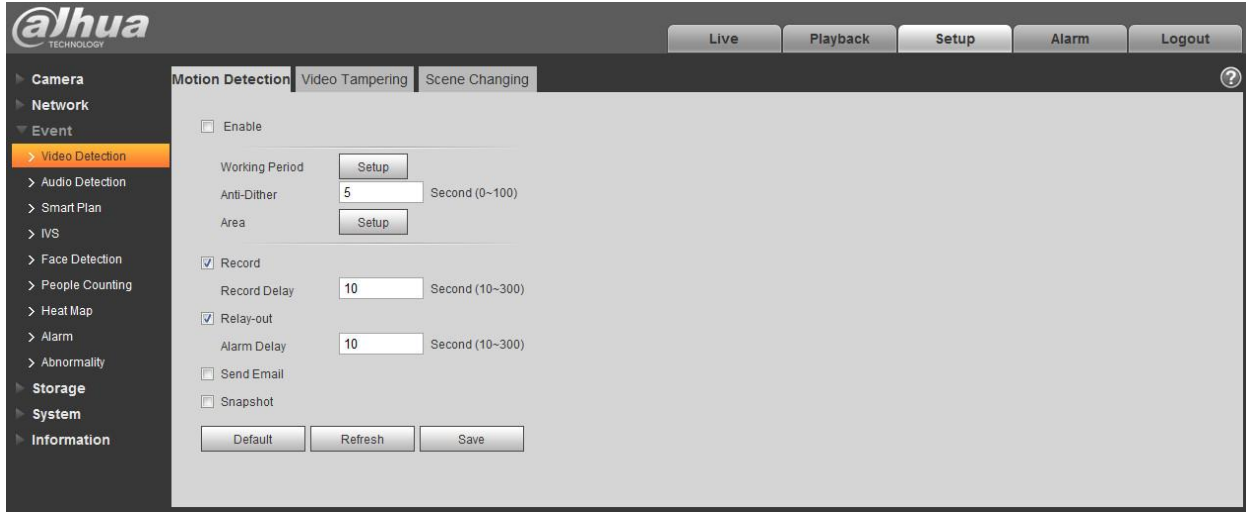 alhua
TECHNOLOGY
Live Playback Setup Alarm Logout
Camera
Network
Event
Video Detection
Audio Detection
Smart Plan
IVS
Face Detection
People Counting
Heat Map
Alarm
Abnormality
Storage
System
Information
Motion Detection Video Tampering Scene Changing
?
Enable
Working Period Setup
Anti-Dither 5 Second (0~100)
Area Setup
Record
Record Delay 10 Second (10~300)
Relay-out
Alarm Delay 10 Second (10~300)
Send Email
Snapshot
Default Refresh Save